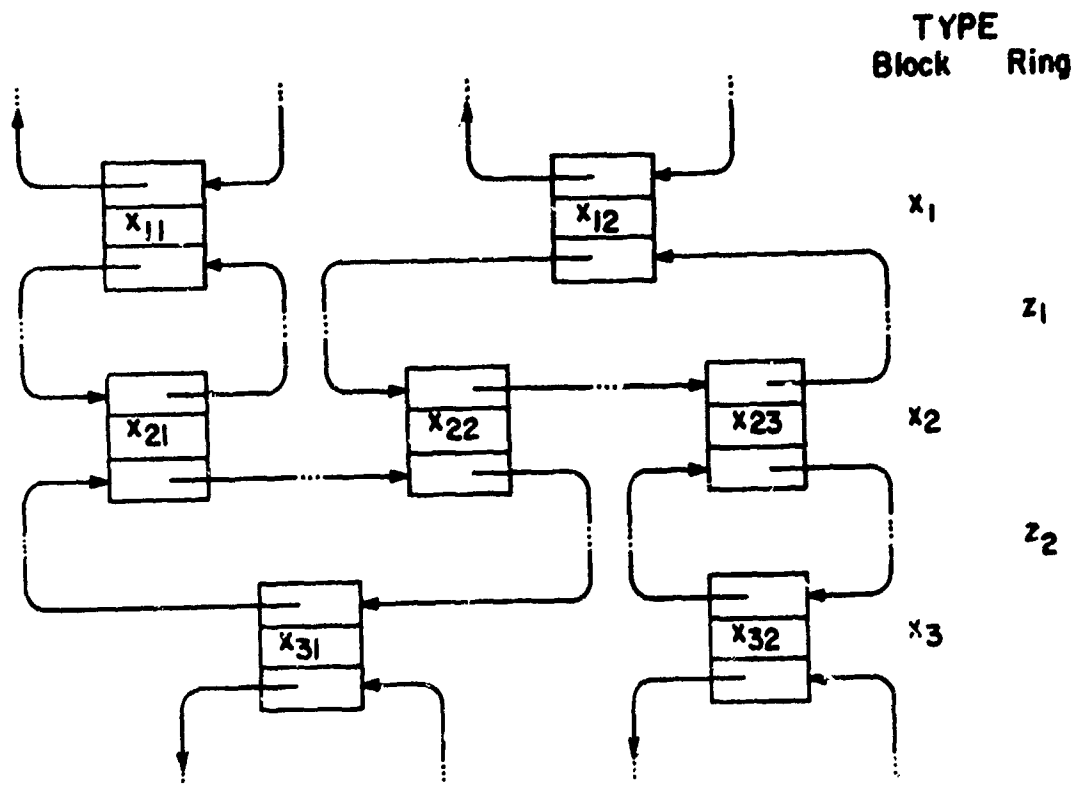 TYPE
Block Ring
x₁₁ x₁₂ x₁
z₁
x₂₁ x₂₂ x₂₃ x₂
z₂
x₃₁ x₃₂ x₃